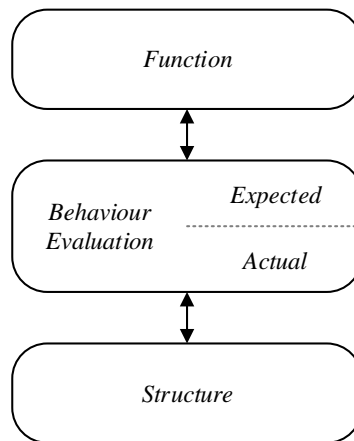 Function
Behaviour
Evaluation
Expected
Actual
Structure